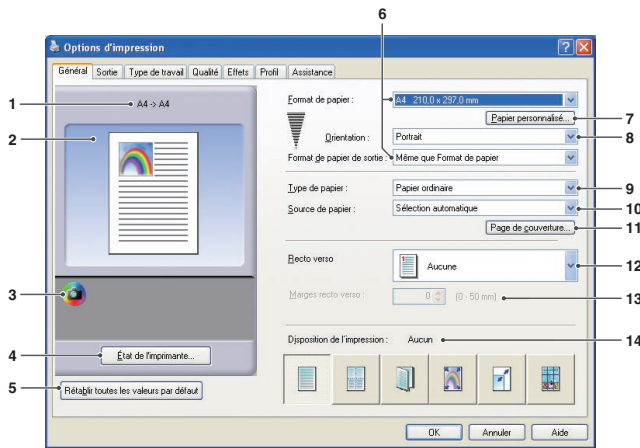 6
Options d'impression
Général Sortie Type de travail Qualité Effets Profil Assistance
1
A4 -> A4
2
3
4
État de l'imprimante...
5
Rétablir toutes les valeurs par défaut
Format de papier :
A4 210,0 x 297,0 mm
Papier personnalisé...
7
Orientation :
Portrait
8
Format de papier de sortie :
Même que Format de papier
Type de papier :
Papier ordinaire
9
Source de papier :
Sélection automatique
10
Page de couverture...
11
Recto verso
Aucune
12
Marges recto verso :
0
(0 - 50 mm)
13
Disposition de l'impression :
Aucun
14
OK Annuler Aide